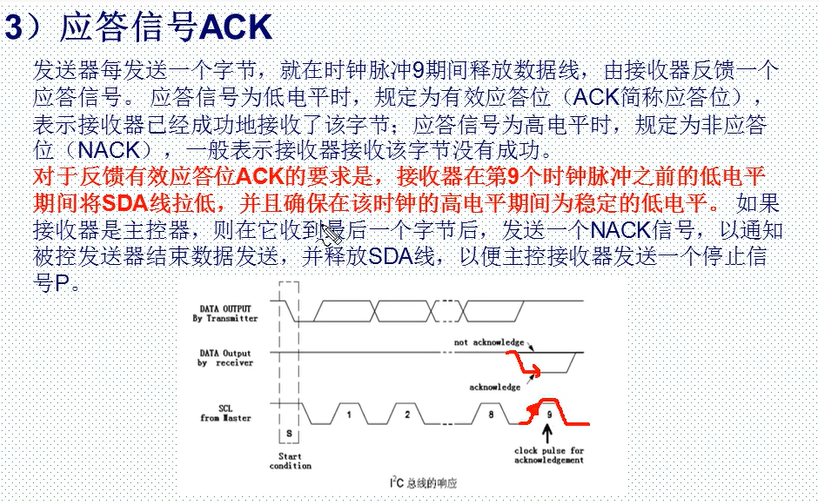 3）应答信号ACK
发送器每发送一个字节，就在时钟脉冲9期间释放数据线，由接收器反馈一个
应答信号。 应答信号为低电平时，规定为有效应答位（ACK简称应答位），
表示接收器已经成功地接收了该字节；应答信号为高电平时，规定为非应答
位（NACK），一般表示接收器接收该字节没有成功。
对于反馈有效应答位ACK的要求是，接收器在第9个时钟脉冲之前的低电平
期间将SDA线拉低，并且确保在该时钟的高电平期间为稳定的低电平。 如果
接收器是主控器，则在它收到最后一个字节后，发送一个NACK信号，以通知
被控发送器结束数据发送，并释放SDA线，以便主控接收器发送一个停止信
号P。
DATA OUTPUT
By Transmitter
not acknowledge
DATA Output
by receiver
acknowledge
SCL
from Master
S
1
2
8
9
Start
condition
clock pulse for
acknowledgement
I²C 总线的响应